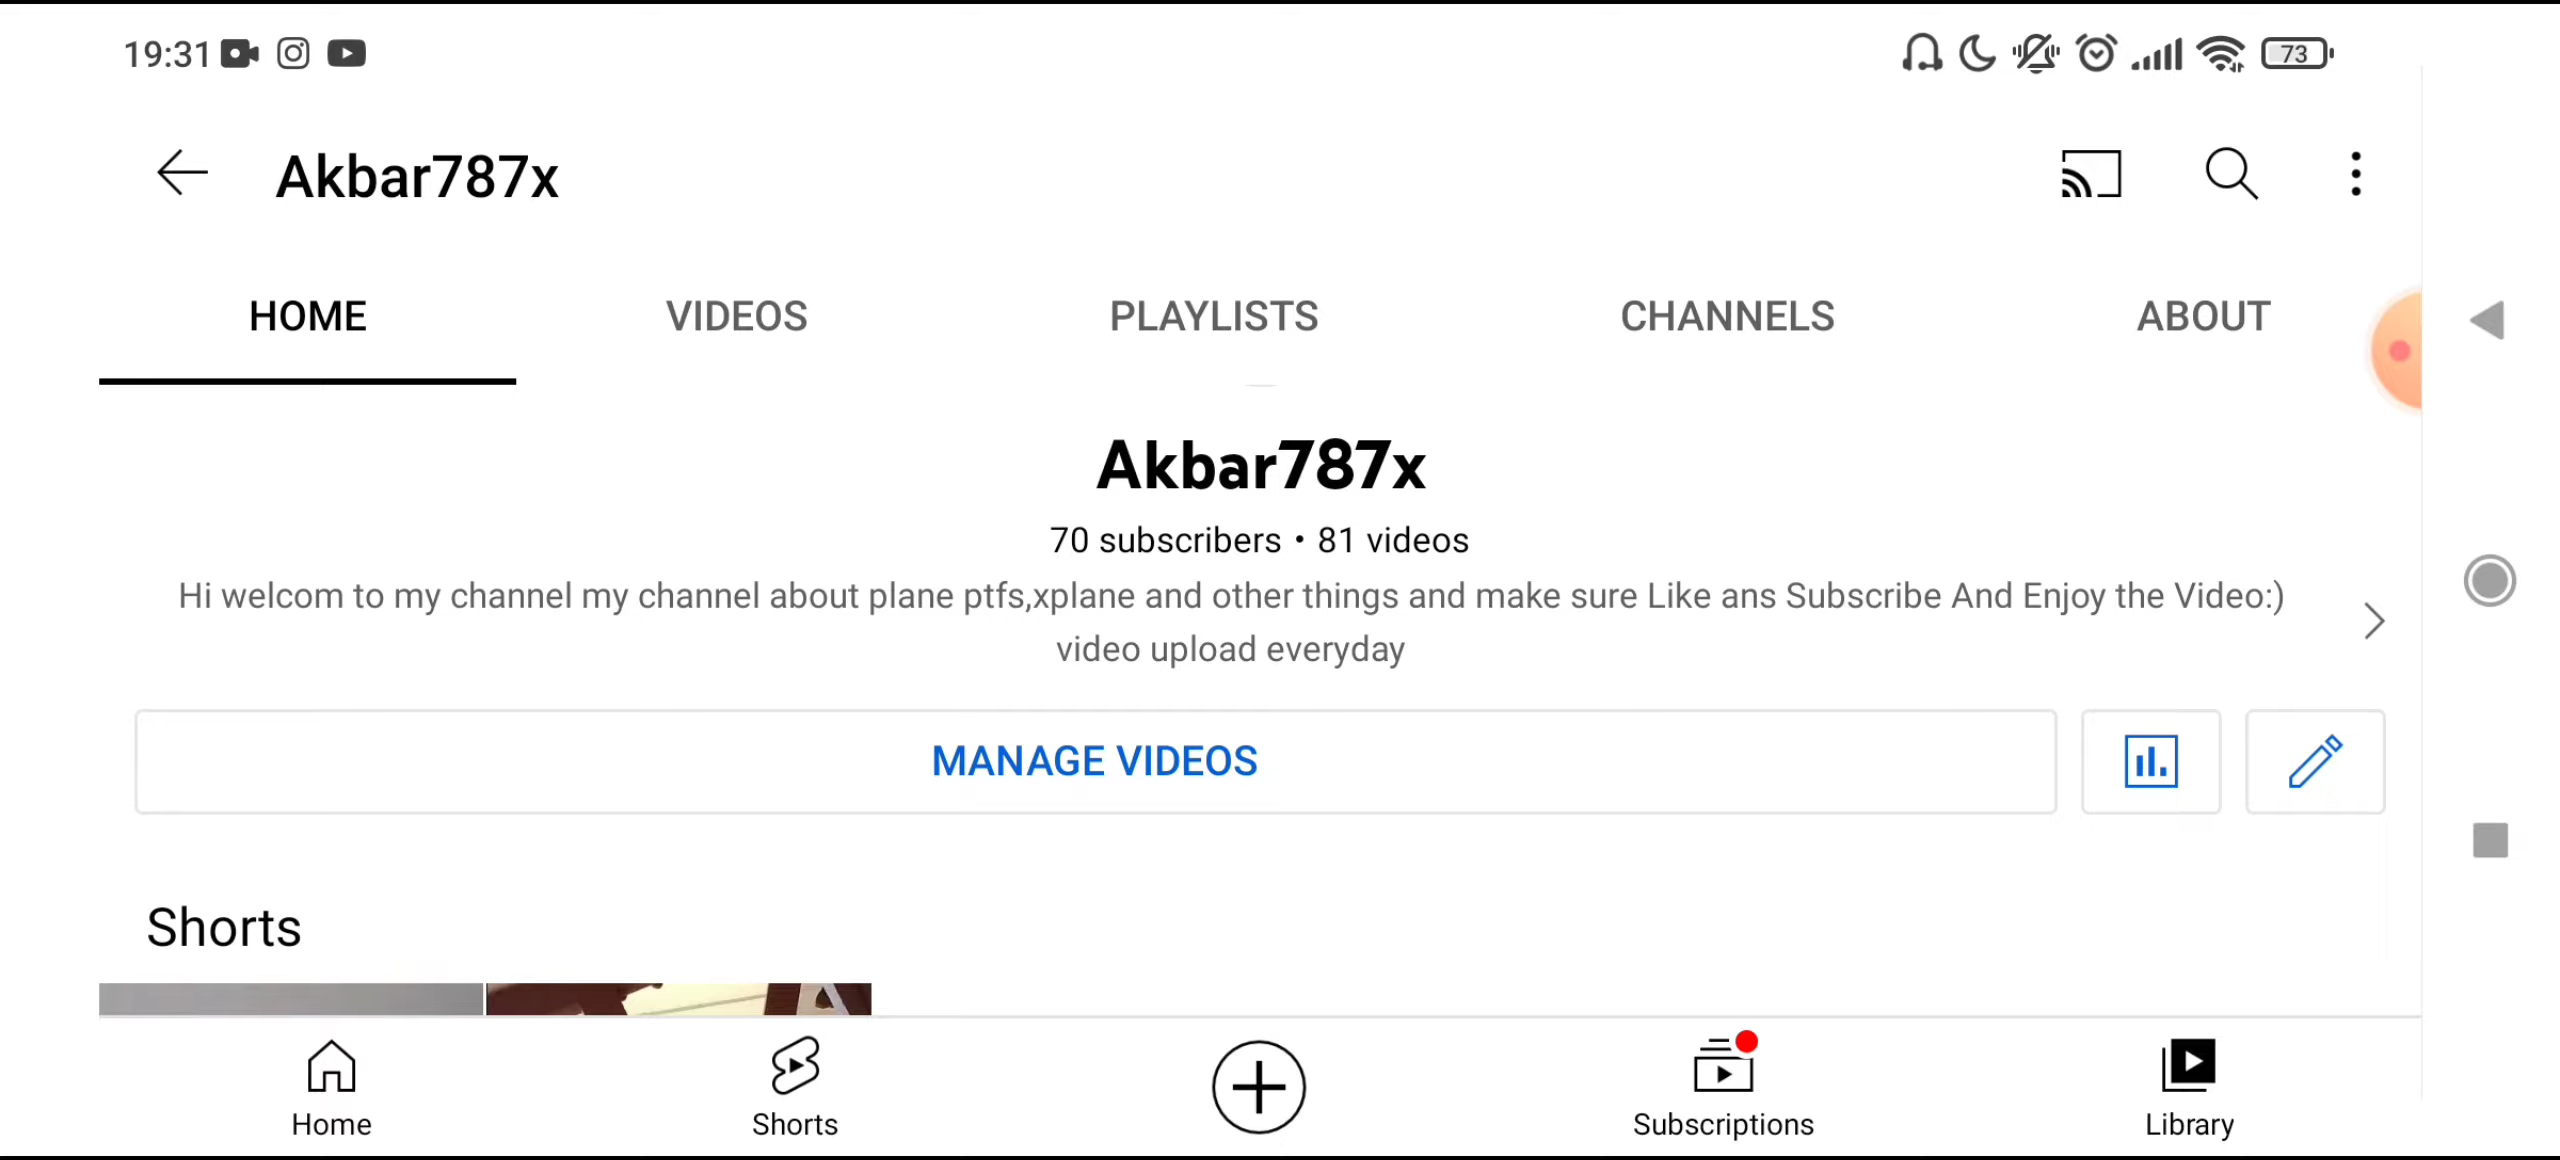 19:31
73
Akbar787x
HOME
VIDEOS
PLAYLISTS
CHANNELS
ABOUT
Akbar787x
70 subscribers • 81 videos
Hi welcom to my channel my channel about plane ptfs,xplane and other things and make sure Like ans Subscribe And Enjoy the Video:)
video upload everyday
MANAGE VIDEOS
Shorts
Home
Shorts
Subscriptions
Library